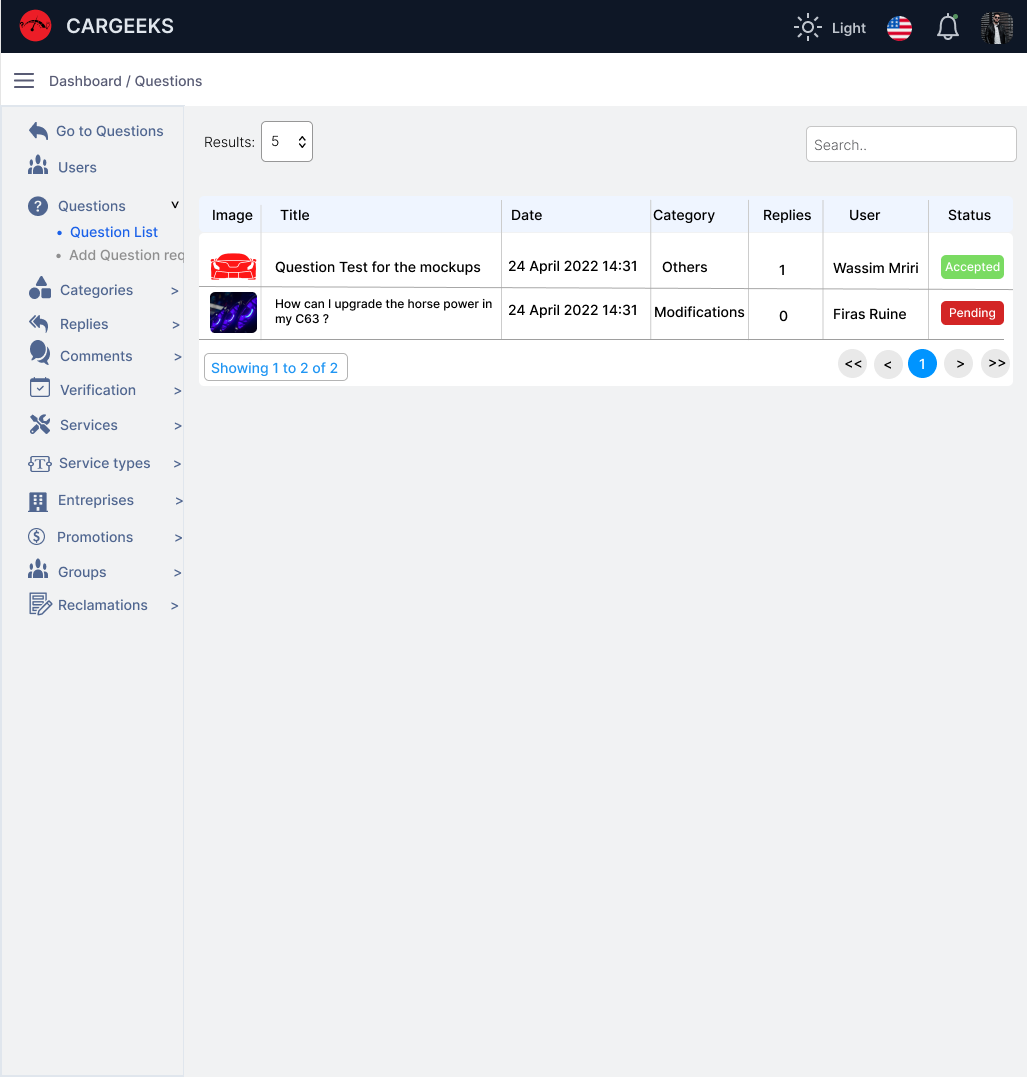 CARGEEKS
Light
Dashboard / Questions
Go to Questions
Users
Questions
Question List
Add Question req
Categories >
Replies >
Comments >
Verification >
Services >
Service types >
Entreprises >
Promotions >
Groups >
Reclamations >
Results: 5
Search..
Image Title Date Category Replies User Status
Question Test for the mockups 24 April 2022 14:31 Others 1 Wassim Mriri Accepted
How can I upgrade the horse power in
my C63 ? 24 April 2022 14:31 Modifications 0 Firas Ruine Pending
Showing 1 to 2 of 2
<< < 1 > >>